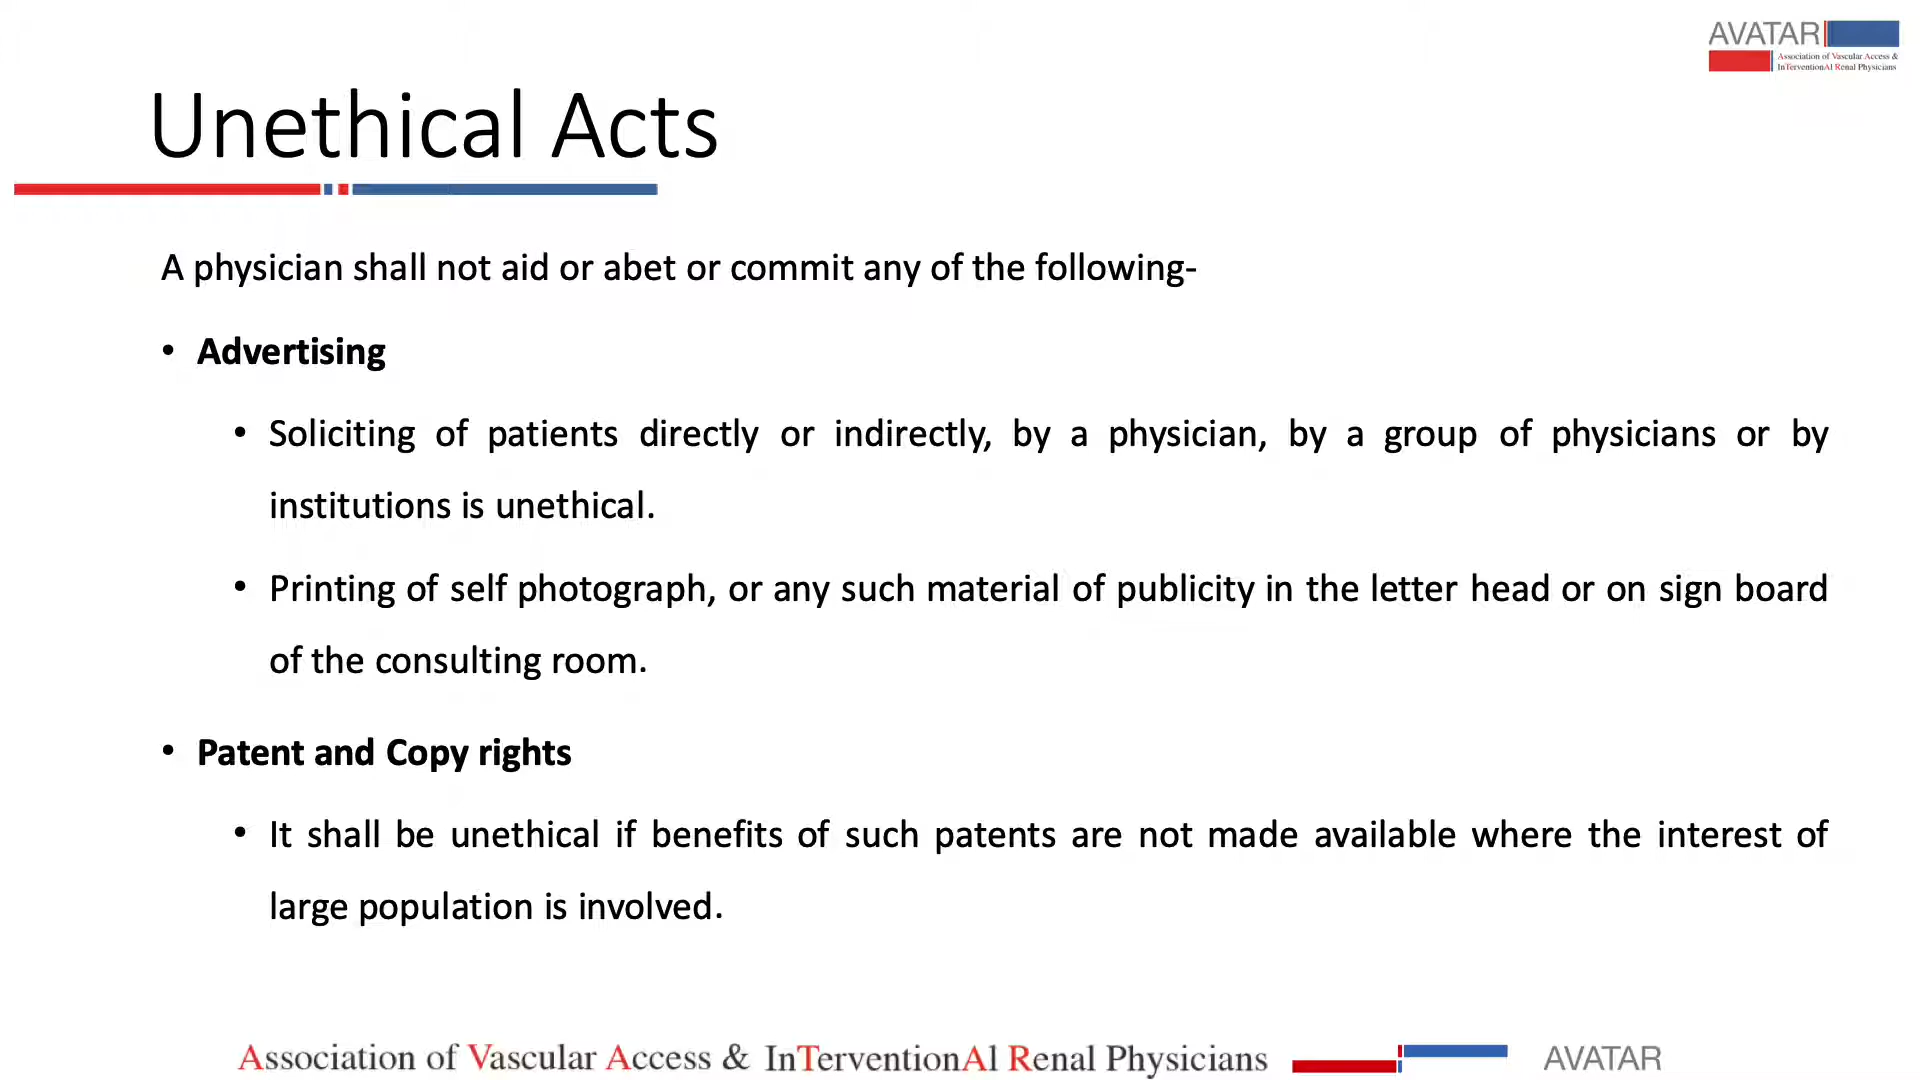 AVATAR
Association of Vascular Access &
InTerventionAl Renal Physicians
Unethical Acts
A physician shall not aid or abet or commit any of the following-
• Advertising
• Soliciting of patients directly or indirectly, by a physician, by a group of physicians or by
institutions is unethical.
• Printing of self photograph, or any such material of publicity in the letter head or on sign board
of the consulting room.
• Patent and Copy rights
• It shall be unethical if benefits of such patents are not made available where the interest of
large population is involved.
Association of Vascular Access & InTerventionAl Renal Physicians AVATAR